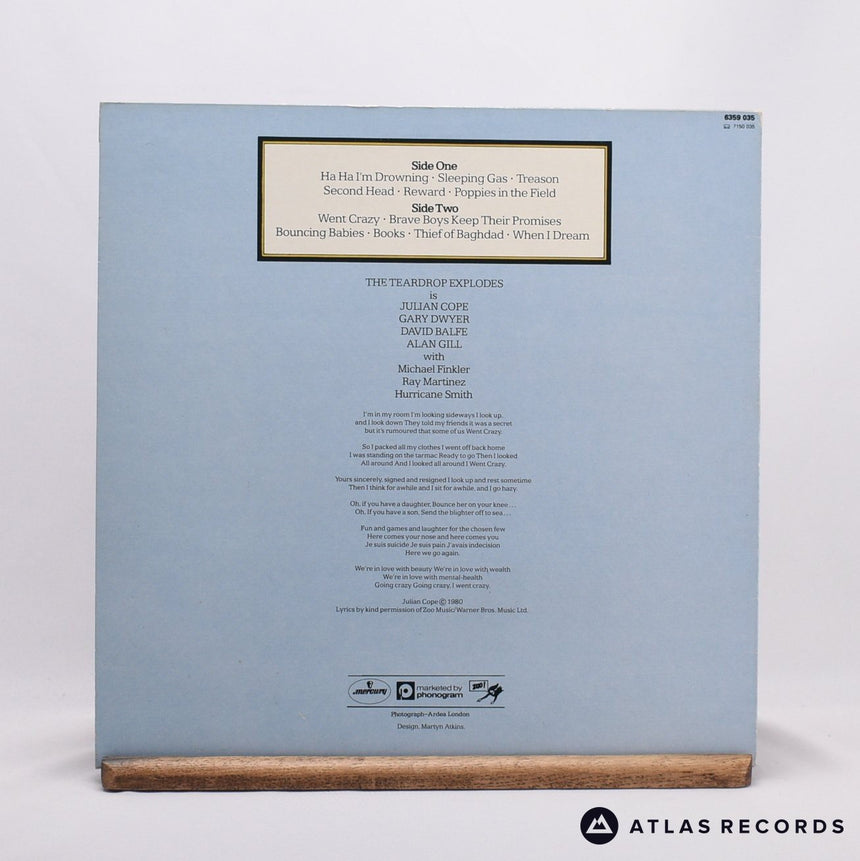 6359 035
7150 035
Side One
Ha Ha I'm Drowning · Sleeping Gas · Treason
Second Head · Reward · Poppies in the Field
Side Two
Went Crazy · Brave Boys Keep Their Promises
Bouncing Babies · Books · Thief of Baghdad · When I Dream
THE TEARDROP EXPLODES
is
JULIAN COPE
GARY DWYER
DAVID BALFE
ALAN GILL
with
Michael Finkler
Ray Martinez
Hurricane Smith
I'm in my room I'm looking sideways I look up,
and I look down They told my friends it was a secret
but it's rumoured that some of us Went Crazy.
So I packed all my clothes I went off back home
I was standing on the tarmac Ready to go Then I looked
All around And I looked all around I Went Crazy.
Yours sincerely, signed and resigned I look up and rest sometime
Then I think for awhile and I sit for awhile, and I go hazy.
Oh, if you have a daughter, Bounce her on your knee...
Oh, If you have a son, Send the blighter off to sea...
Fun and games and laughter for the chosen few
Here comes your nose and here comes you
Je suis suicide Je suis pain J'avais indecision
Here we go again.
We're in love with beauty We're in love with wealth
We're in love with mental-health
Going crazy Going crazy, I went crazy.
Julian Cope © 1980
Lyrics by kind permission of Zoo Music/Warner Bros. Music Ltd.
mercury
marketed by
phonogram
ZOO!
Photograph–Ardea London
Design, Martyn Atkins.
ATLAS RECORDS